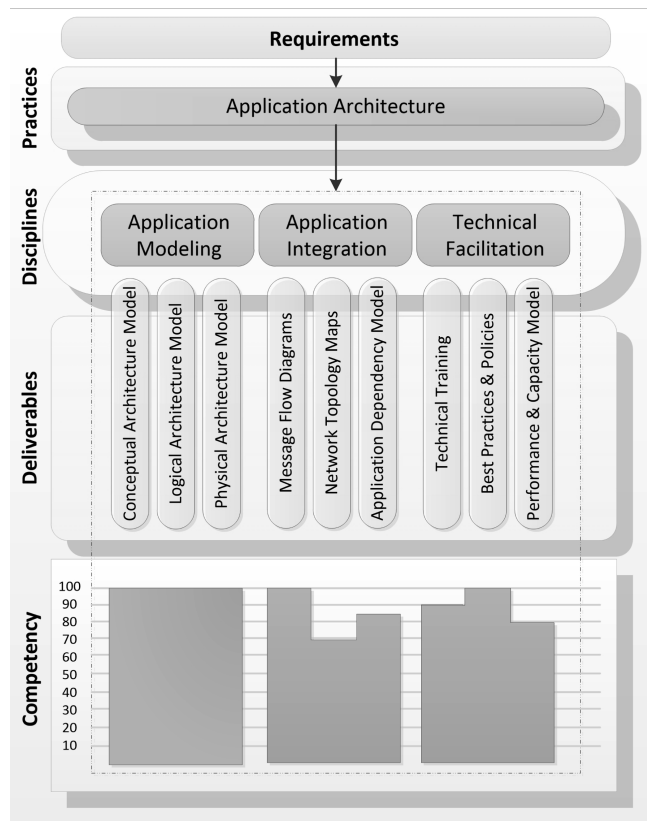 Requirements
Practices
Application Architecture
Disciplines
Application
Modeling
Application
Integration
Technical
Facilitation
Deliverables
Conceptual Architecture Model
Logical Architecture Model
Physical Architecture Model
Message Flow Diagrams
Network Topology Maps
Application Dependency Model
Technical Training
Best Practices & Policies
Performance & Capacity Model
Competency
100
90
80
70
60
50
40
30
20
10